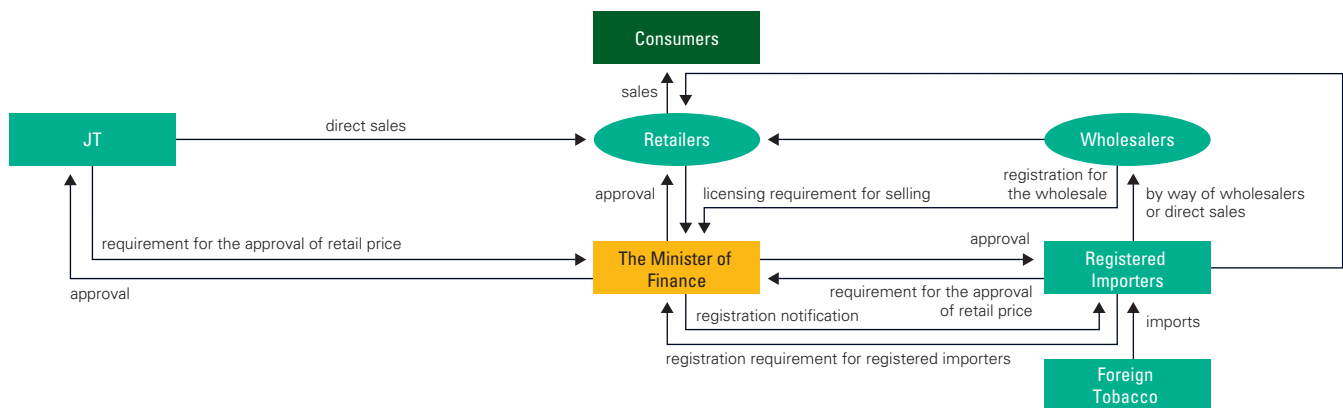 Consumers
sales
JT
direct sales
Retailers
Wholesalers
approval
licensing requirement for selling
registration for
the wholesale
by way of wholesalers
or direct sales
requirement for the approval of retail price
The Minister of
Finance
approval
Registered
Importers
approval
requirement for the approval
of retail price
registration notification
imports
registration requirement for registered importers
Foreign
Tobacco